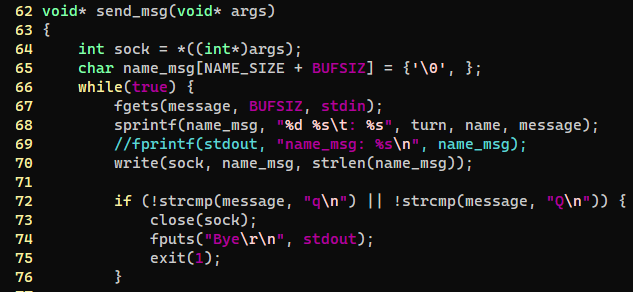 62 void* send_msg(void* args)
63 {
64     int sock = *((int*)args);
65     char name_msg[NAME_SIZE + BUFSIZ] = {'\0', };
66     while(true) {
67         fgets(message, BUFSIZ, stdin);
68         sprintf(name_msg, "%d %s\t: %s", turn, name, message);
69         //fprintf(stdout, "name_msg: %s\n", name_msg);
70         write(sock, name_msg, strlen(name_msg));
71
72         if (!strcmp(message, "q\n") || !strcmp(message, "Q\n")) {
73             close(sock);
74             fputs("Bye\r\n", stdout);
75             exit(1);
76         }